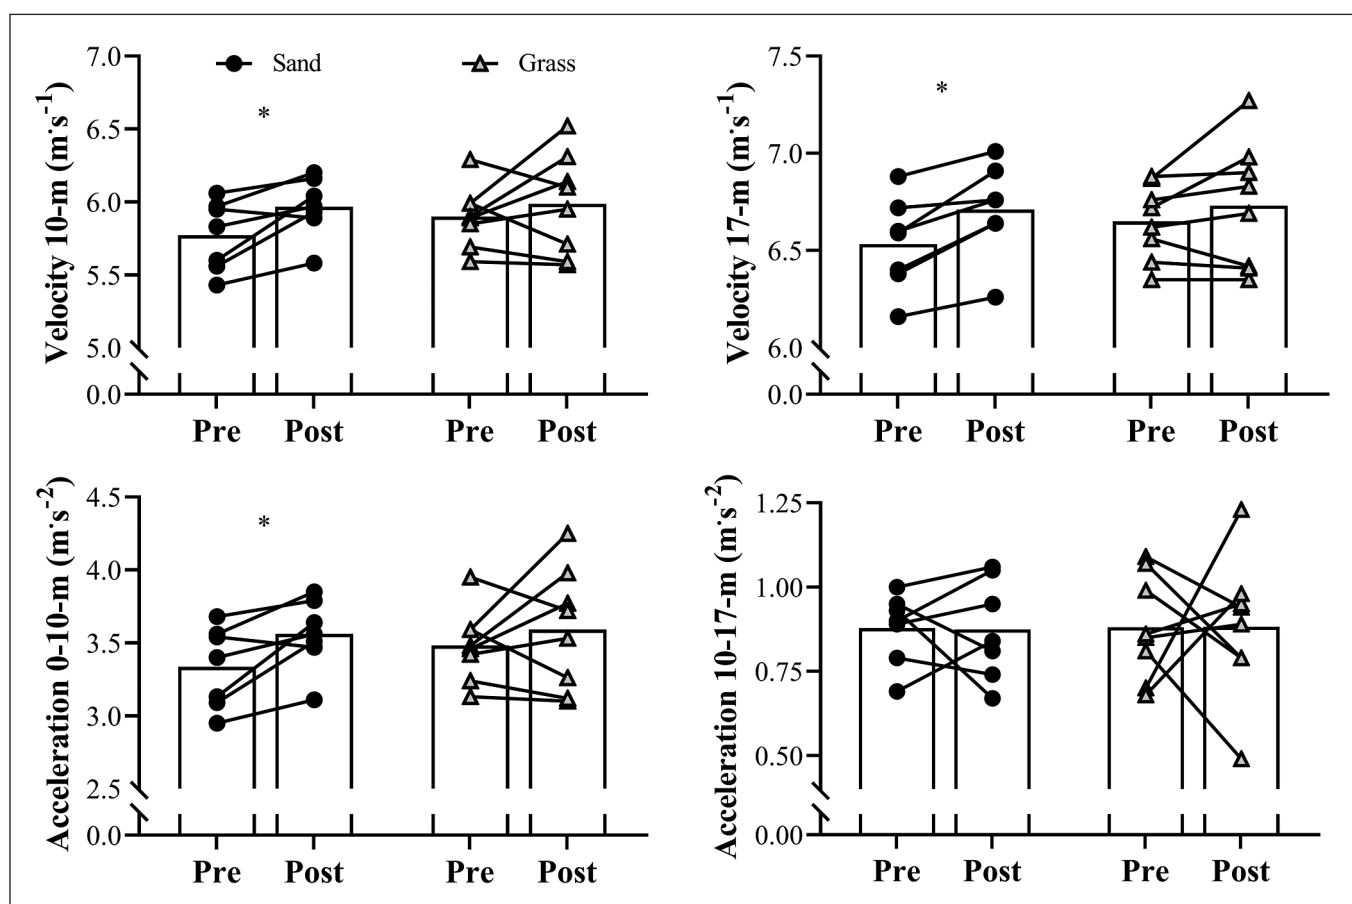 Velocity 10-m (m·s-1)
7.0
6.5
6.0
5.5
5.0
0.0
Sand
Grass
*
Pre
Post
Pre
Post
Velocity 17-m (m·s-1)
7.5
7.0
6.5
6.0
0.0
*
Pre
Post
Pre
Post
Acceleration 0-10-m (m·s-2)
4.5
4.0
3.5
3.0
2.5
0.0
*
Pre
Post
Pre
Post
Acceleration 10-17-m (m·s-2)
1.25
1.00
0.75
0.50
0.00
Pre
Post
Pre
Post